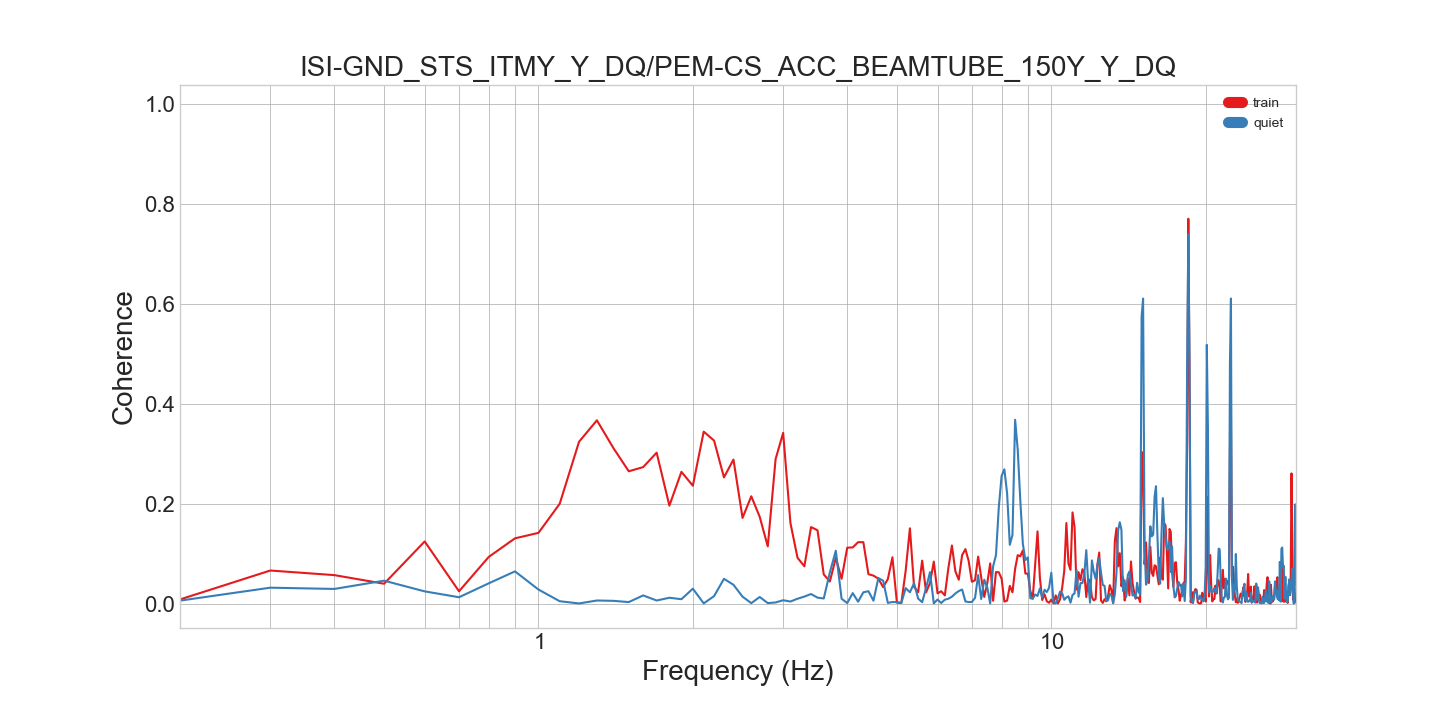 ISI-GND_STS_ITMY_Y_DQ/PEM-CS_ACC_BEAMTUBE_150Y_Y_DQ
train
quiet
Coherence
1.0
0.8
0.6
0.4
0.2
0.0
1
10
Frequency (Hz)